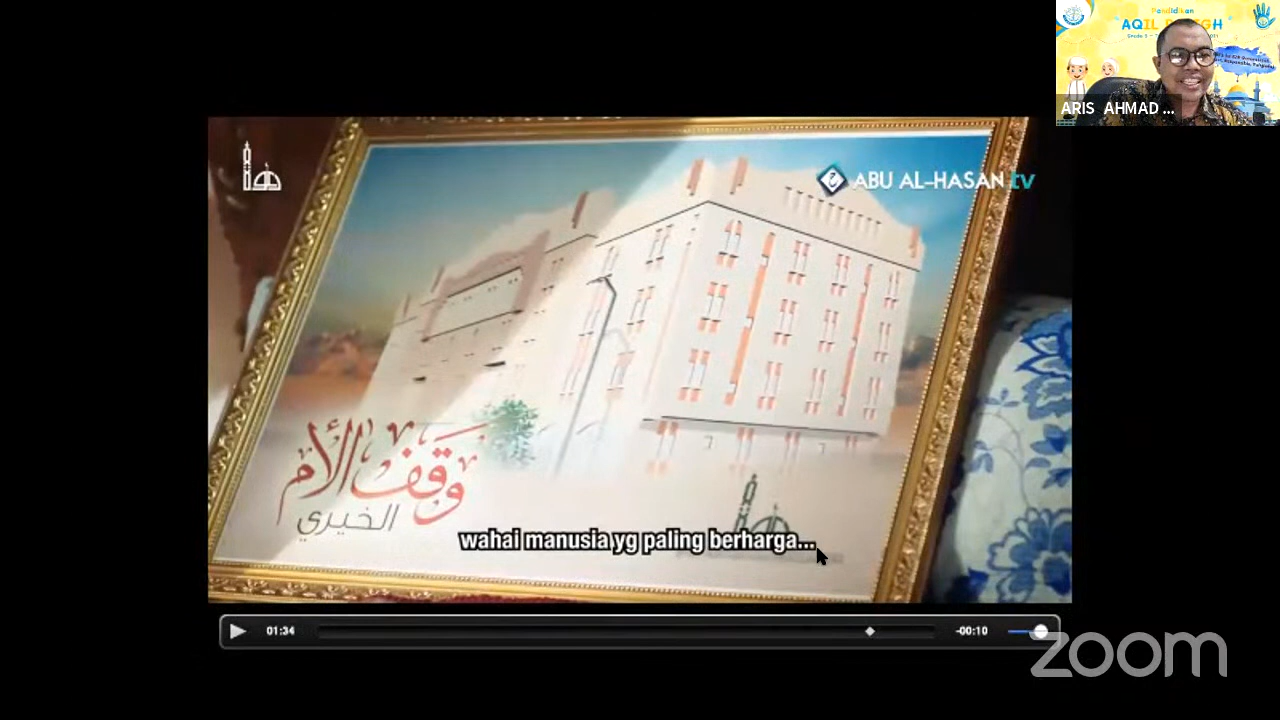 Pendidikan
ARIS AHMAD ...
ABU AL-HASAN tv
وقف الأم
الخيري
wahai manusia yg paling berharga...
01:34
-00:10
zoom